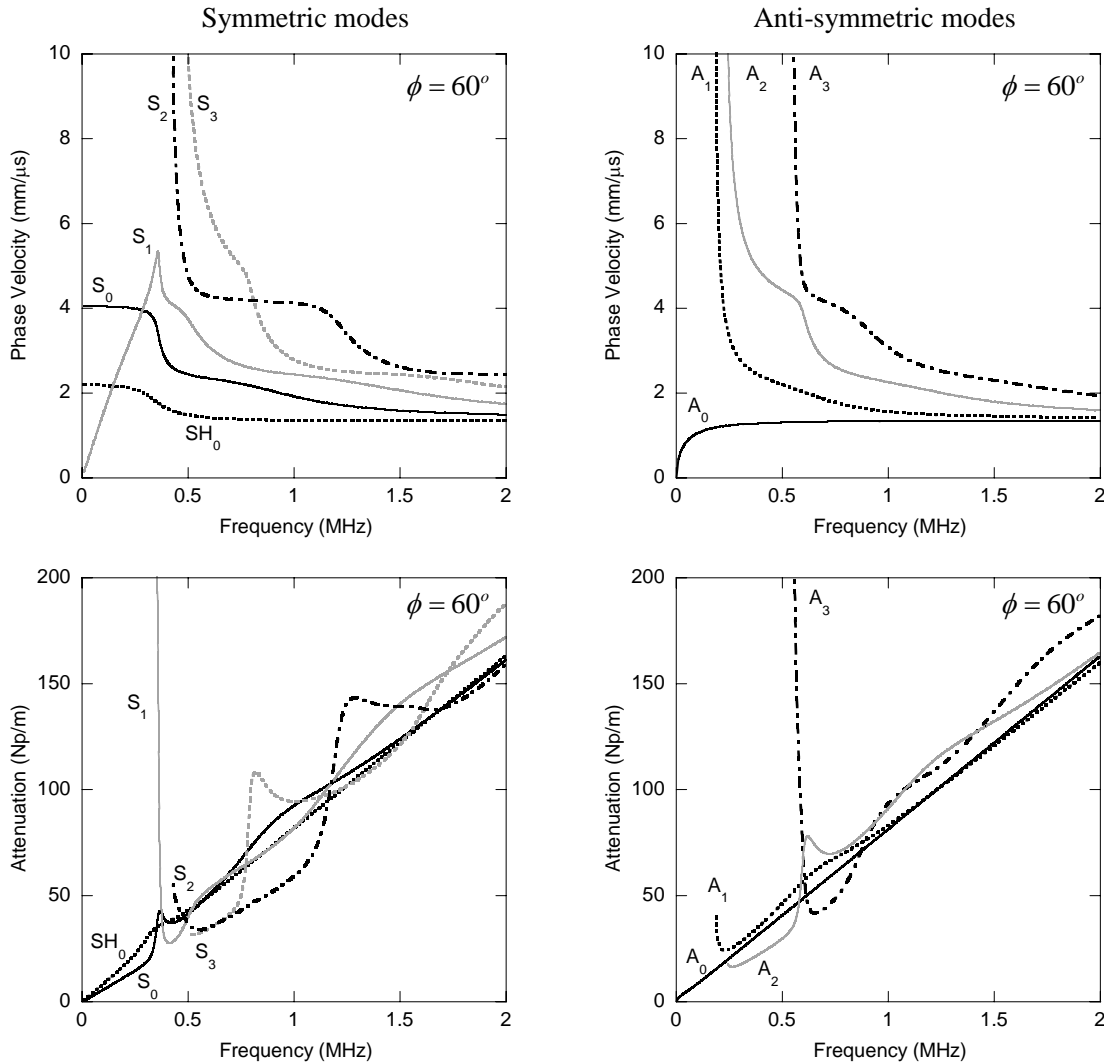 Symmetric modes
Anti-symmetric modes
10
8
6
4
2
0
Phase Velocity (mm/μs)
0
0.5
1
1.5
2
Frequency (MHz)
ϕ = 60°
S₂
S₃
S₁
S₀
SH₀
10
8
6
4
2
0
Phase Velocity (mm/μs)
0
0.5
1
1.5
2
Frequency (MHz)
ϕ = 60°
A₁
A₂
A₃
A₀
200
150
100
50
0
Attenuation (Np/m)
0
0.5
1
1.5
2
Frequency (MHz)
ϕ = 60°
S₁
S₂
SH₀
S₃
S₀
200
150
100
50
0
Attenuation (Np/m)
0
0.5
1
1.5
2
Frequency (MHz)
ϕ = 60°
A₃
A₁
A₀
A₂